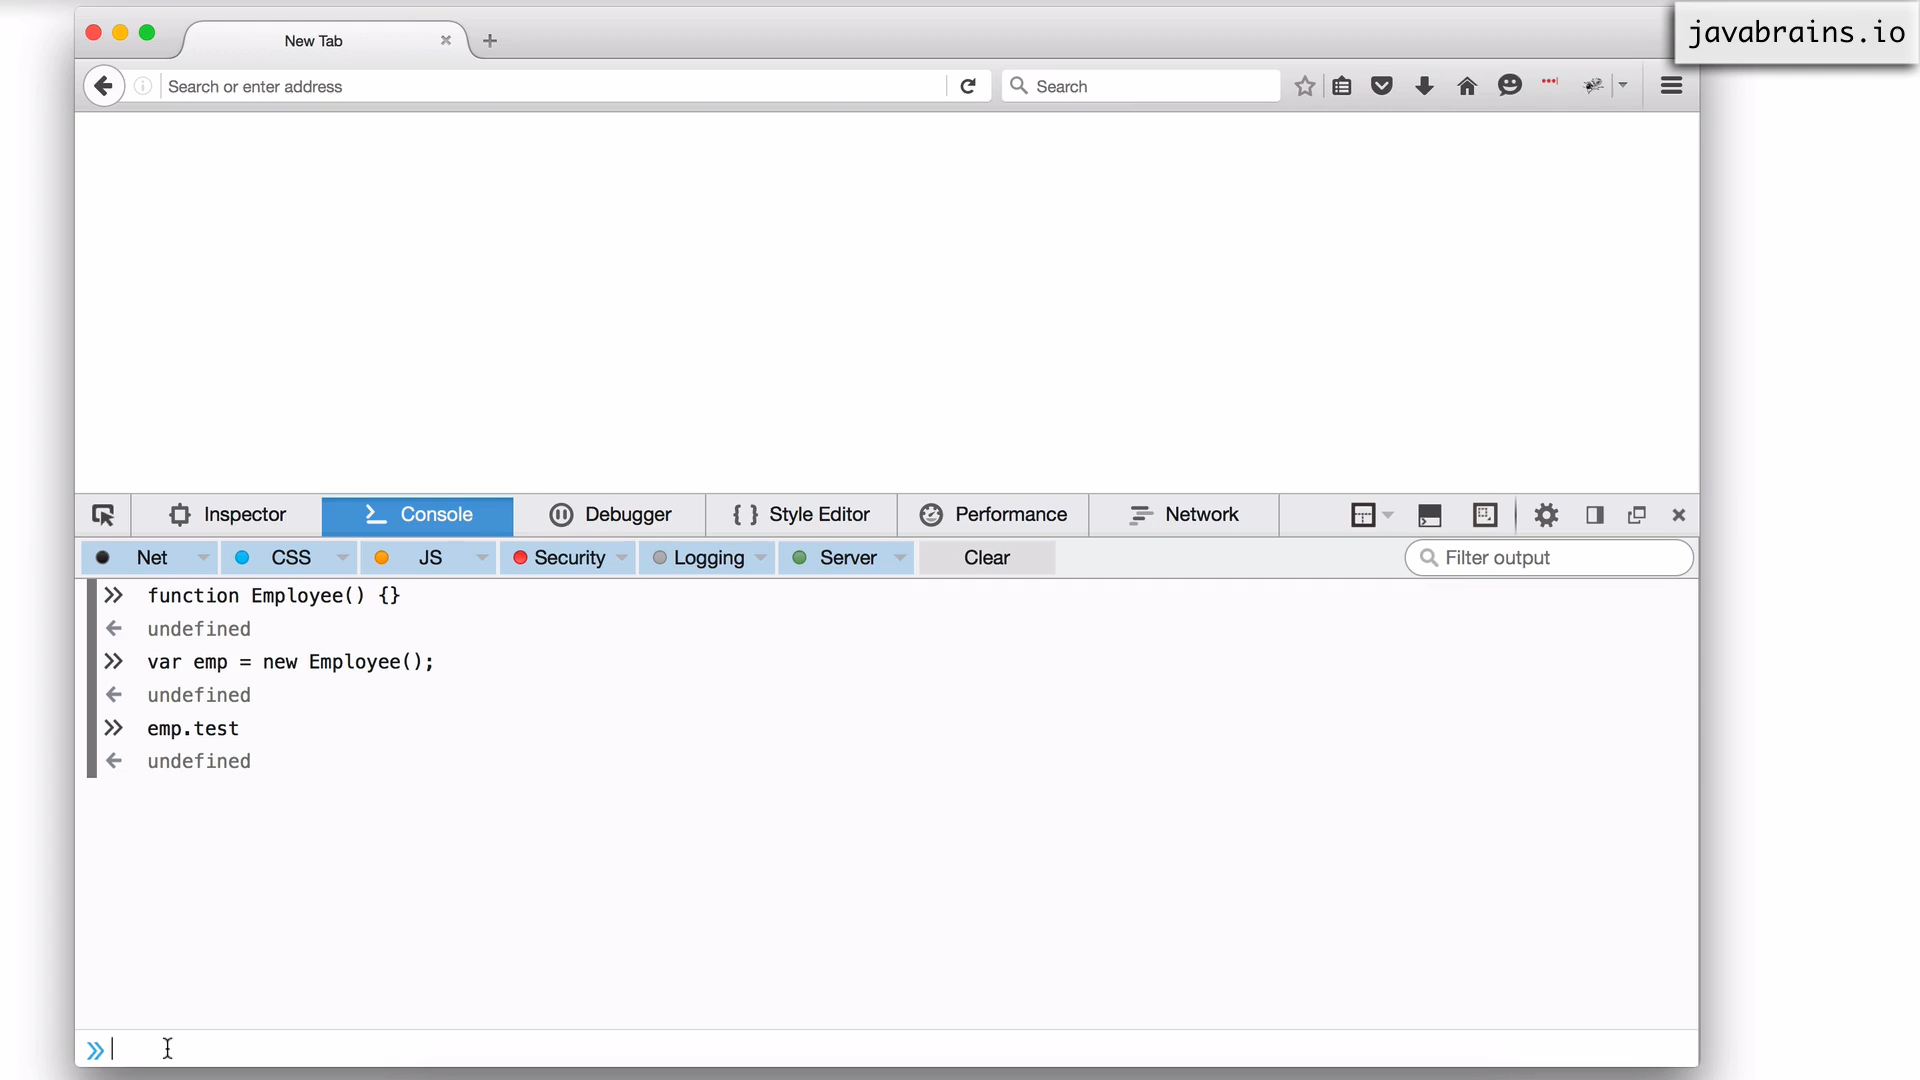 javabrains.io
New Tab
Search or enter address
Search
Inspector
Console
Debugger
{ } Style Editor
Performance
Network
Net
CSS
JS
Security
Logging
Server
Clear
Filter output
function Employee() {}
undefined
var emp = new Employee();
undefined
emp.test
undefined